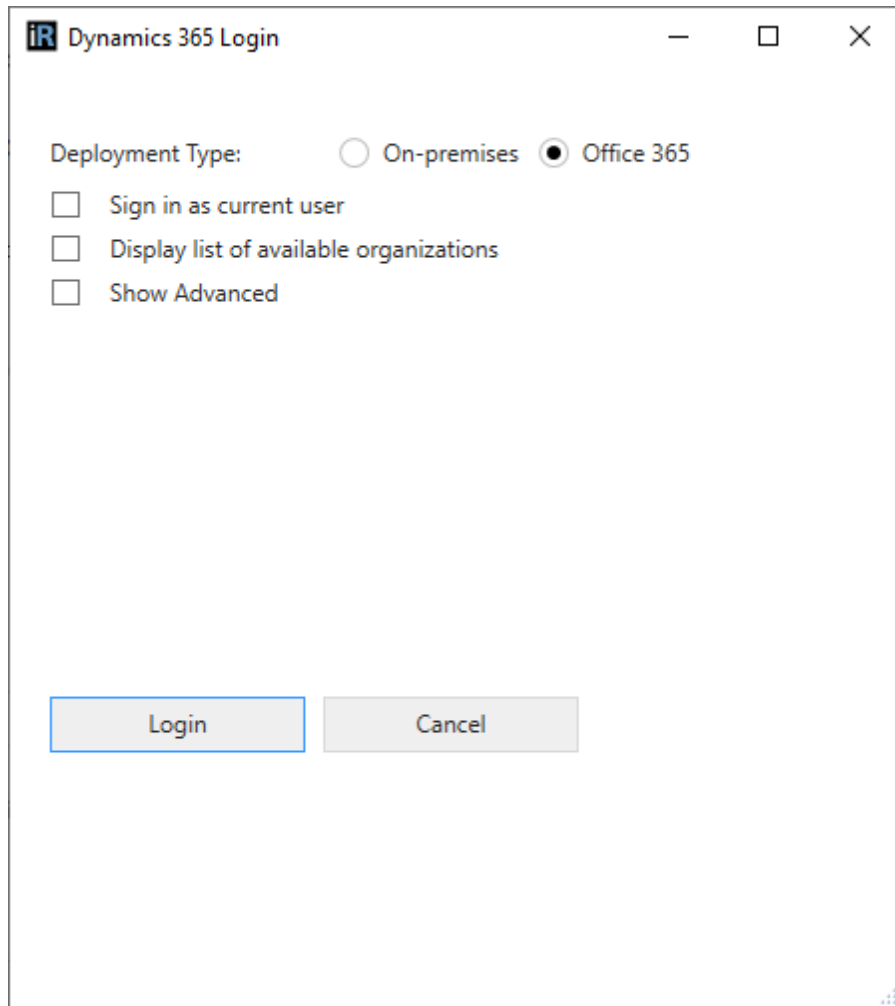 iR Dynamics 365 Login
Deployment Type: On-premises Office 365
Sign in as current user
Display list of available organizations
Show Advanced
Login Cancel